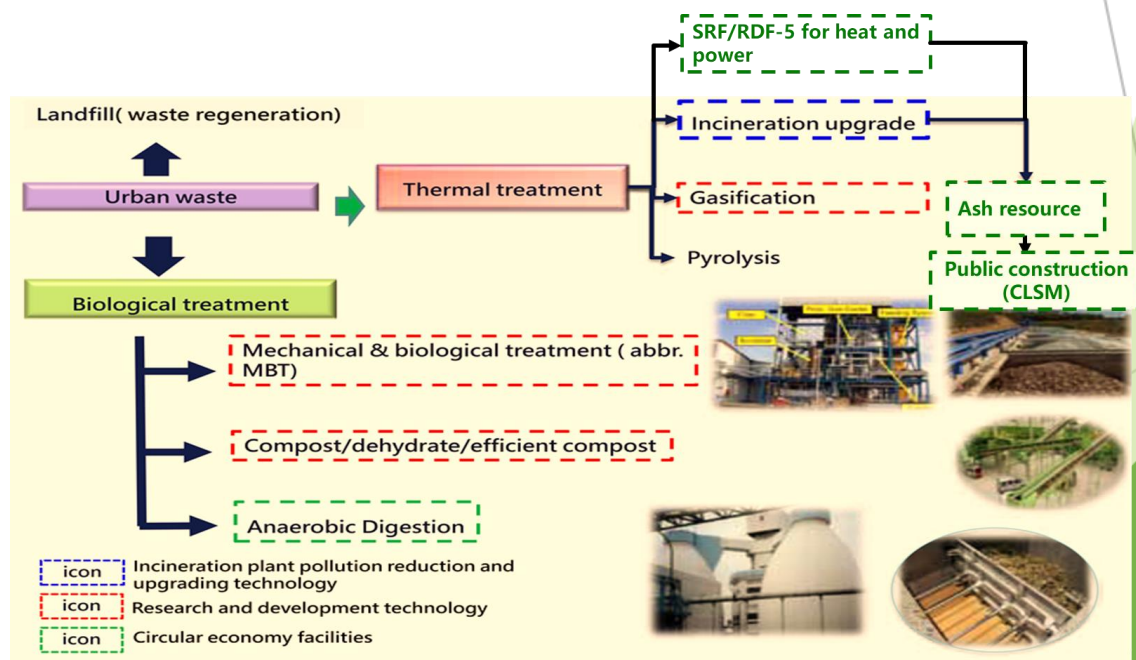 SRF/RDF-5 for heat and
power
Landfill( waste regeneration)
Incineration upgrade
Urban waste
Thermal treatment
Gasification
Ash resource
Pyrolysis
Public construction
(CLSM)
Biological treatment
Mechanical & biological treatment ( abbr.
MBT)
Compost/dehydrate/efficient compost
Anaerobic Digestion
icon
Incineration plant pollution reduction and
upgrading technology
icon
Research and development technology
icon
Circular economy facilities